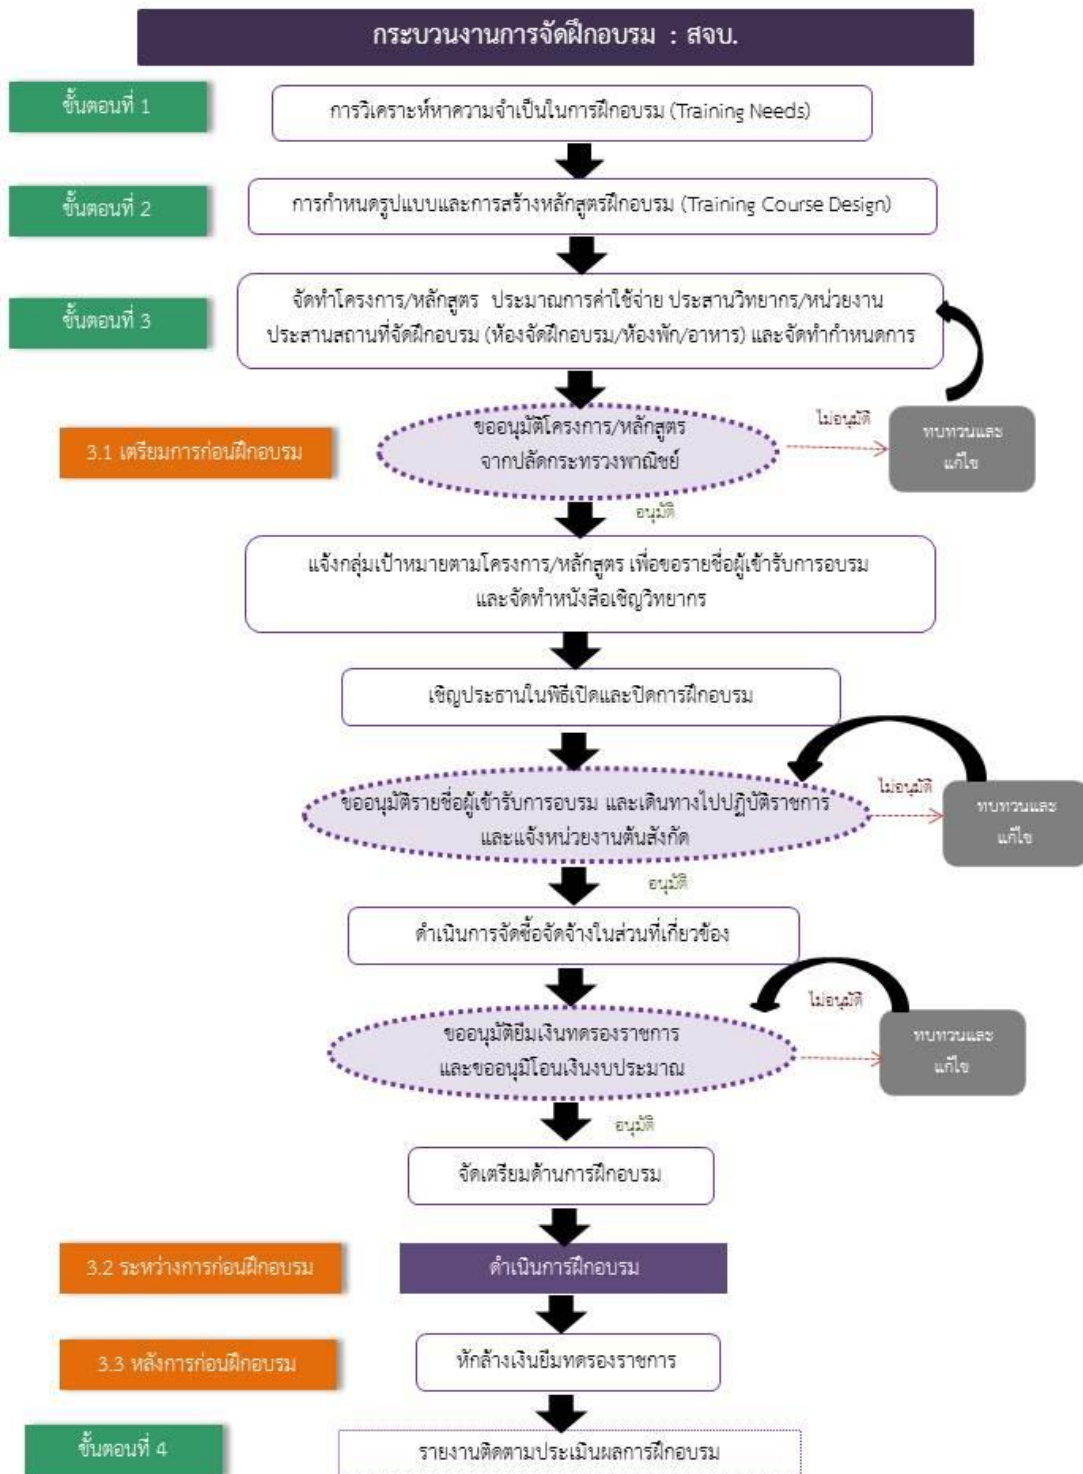 กระบวนงานการจัดฝึกอบรม : สจบ.
ขั้นตอนที่ 1
การวิเคราะห์หาความจำเป็นในการฝึกอบรม (Training Needs)
ขั้นตอนที่ 2
การกำหนดรูปแบบและการสร้างหลักสูตรฝึกอบรม (Training Course Design)
ขั้นตอนที่ 3
จัดทำโครงการ/หลักสูตร ประมาณการค่าใช้จ่าย ประสานวิทยากร/หน่วยงาน
ประสานสถานที่จัดฝึกอบรม (ห้องจัดฝึกอบรม/ห้องพัก/อาหาร) และจัดทำกำหนดการ
3.1 เตรียมการก่อนฝึกอบรม
ขออนุมัติโครงการ/หลักสูตร
จากปลัดกระทรวงพาณิชย์
ไม่อนุมัติ
ทบทวนและ
แก้ไข
อนุมัติ
แจ้งกลุ่มเป้าหมายตามโครงการ/หลักสูตร เพื่อขอรายชื่อผู้เข้ารับการอบรม
และจัดทำหนังสือเชิญวิทยากร
เชิญประธานในพิธีเปิดและปิดการฝึกอบรม
ขออนุมัติรายชื่อผู้เข้ารับการอบรม และเดินทางไปปฏิบัติราชการ
และแจ้งหน่วยงานต้นสังกัด
ไม่อนุมัติ
ทบทวนและ
แก้ไข
อนุมัติ
ดำเนินการจัดซื้อจัดจ้างในส่วนที่เกี่ยวข้อง
ขออนุมัติยืมเงินทดรองราชการ
และขออนุมิโอนเงินงบประมาณ
ไม่อนุมัติ
ทบทวนและ
แก้ไข
อนุมัติ
จัดเตรียมด้านการฝึกอบรม
3.2 ระหว่างการก่อนฝึกอบรม
ดำเนินการฝึกอบรม
3.3 หลังการก่อนฝึกอบรม
หักล้างเงินยืมทดรองราชการ
ขั้นตอนที่ 4
รายงานติดตามประเมินผลการฝึกอบรม